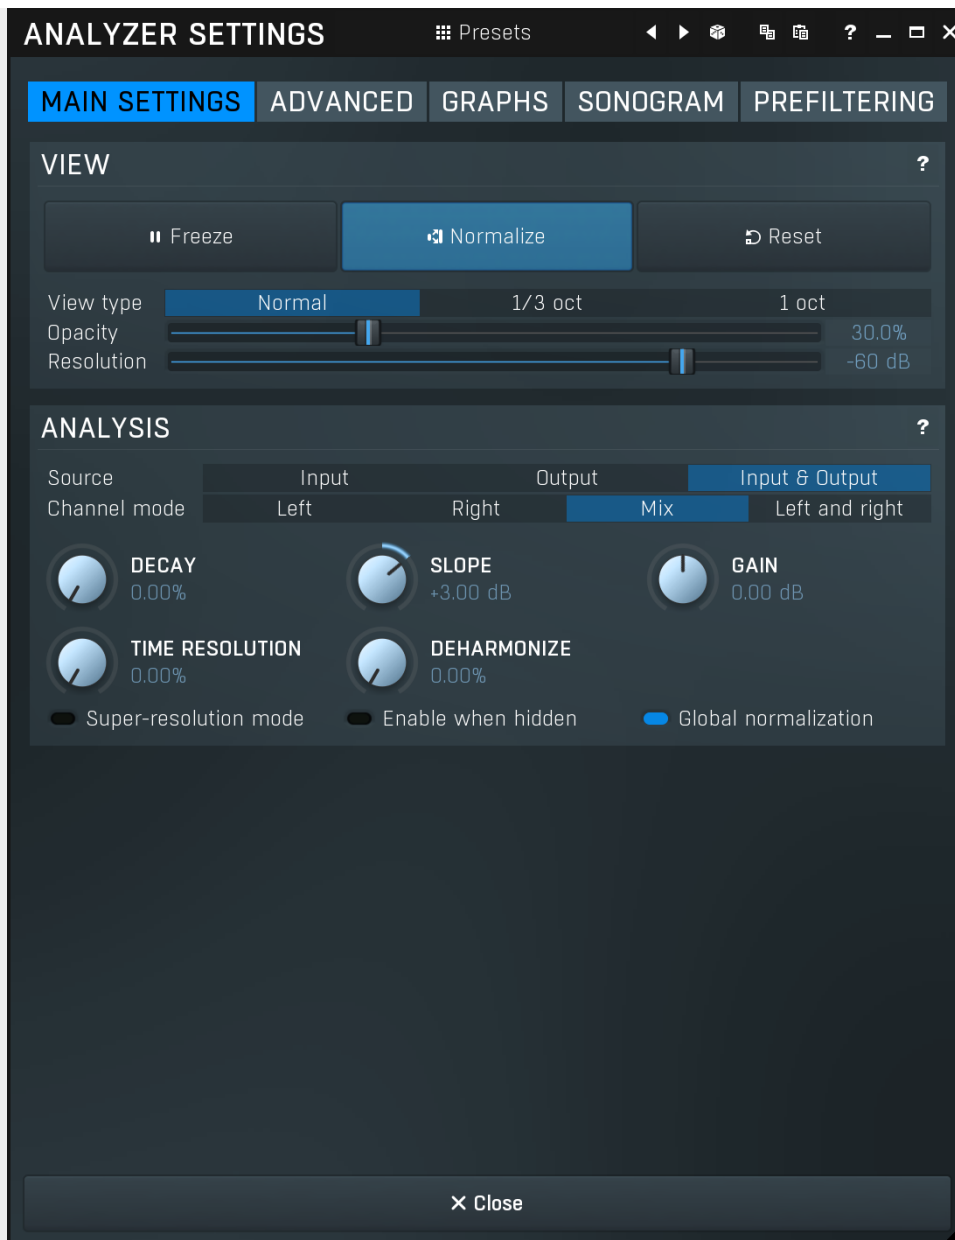 ANALYZER SETTINGS Presets ?
MAIN SETTINGS ADVANCED GRAPHS SONOGRAM PREFILTERING
VIEW ?
Freeze Normalize Reset
View type Normal 1/3 oct 1 oct
Opacity 30.0%
Resolution -60 dB
ANALYSIS ?
Source Input Output Input & Output
Channel mode Left Right Mix Left and right
DECAY SLOPE GAIN
0.00% +3.00 dB 0.00 dB
TIME RESOLUTION DEHARMONIZE
0.00% 0.00%
Super-resolution mode Enable when hidden Global normalization
Close